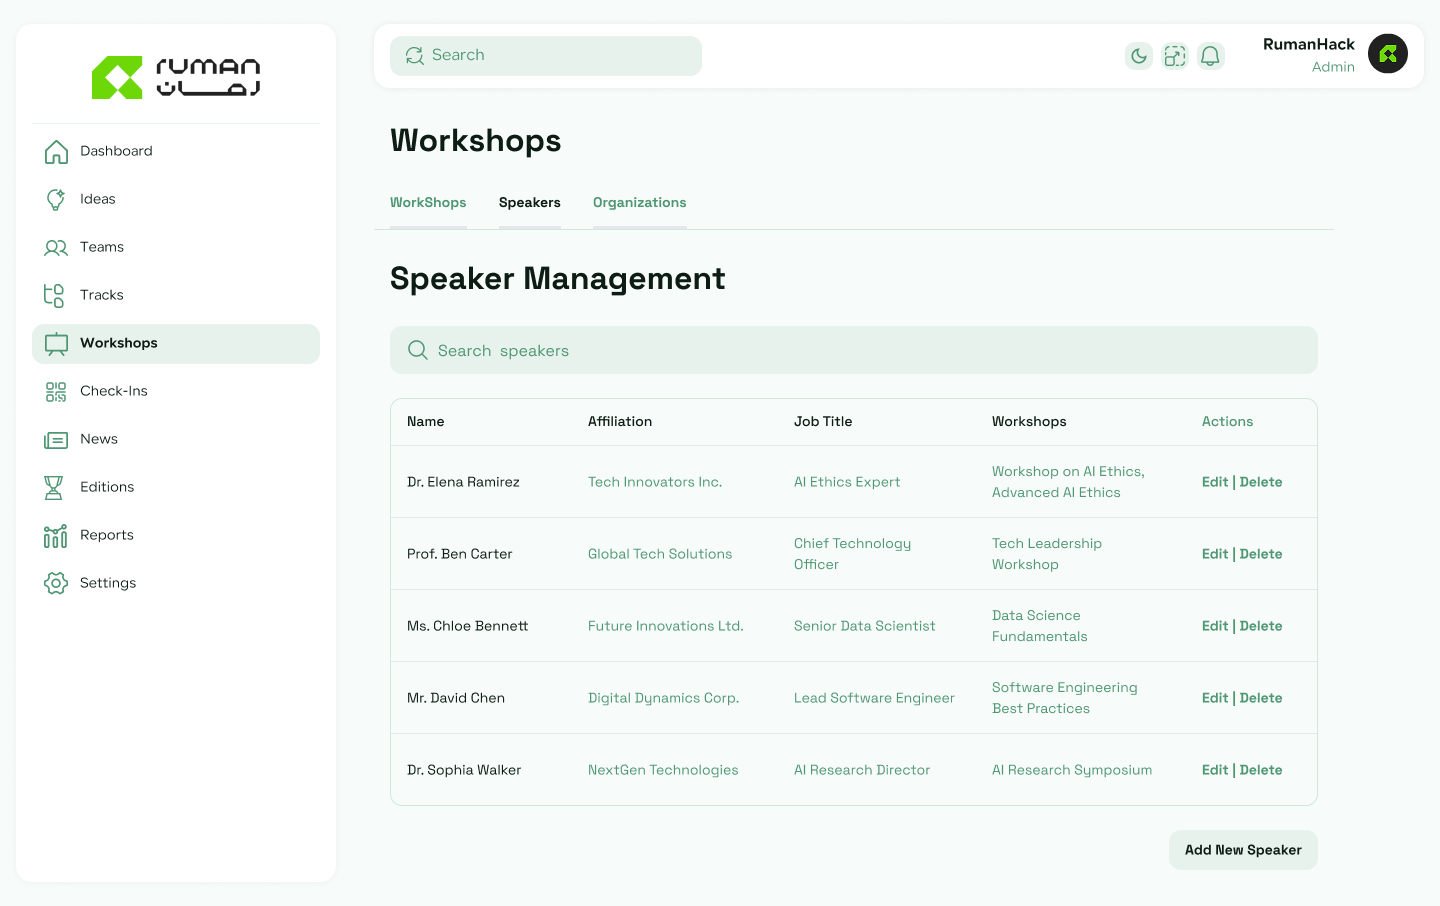 ruman
رمان
Dashboard
Ideas
Teams
Tracks
Workshops
Check-Ins
News
Editions
Reports
Settings
Search
RumanHack
Admin
Workshops
WorkShops
Speakers
Organizations
Speaker Management
Search speakers
Name
Affiliation
Job Title
Workshops
Actions
Dr. Elena Ramirez
Tech Innovators Inc.
AI Ethics Expert
Workshop on AI Ethics,
Advanced AI Ethics
Edit | Delete
Prof. Ben Carter
Global Tech Solutions
Chief Technology
Officer
Tech Leadership
Workshop
Edit | Delete
Ms. Chloe Bennett
Future Innovations Ltd.
Senior Data Scientist
Data Science
Fundamentals
Edit | Delete
Mr. David Chen
Digital Dynamics Corp.
Lead Software Engineer
Software Engineering
Best Practices
Edit | Delete
Dr. Sophia Walker
NextGen Technologies
AI Research Director
AI Research Symposium
Edit | Delete
Add New Speaker